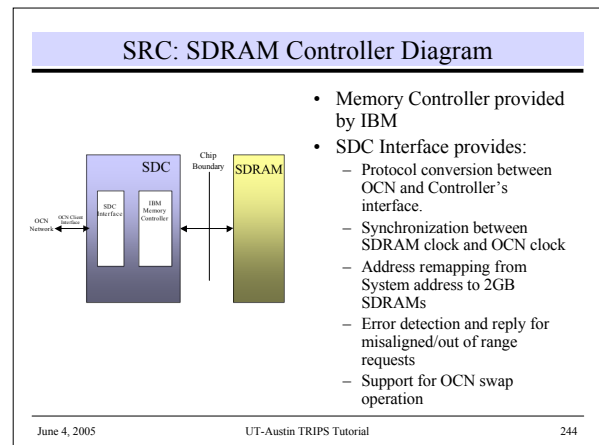 SRC: SDRAM Controller Diagram
• Memory Controller provided
by IBM
• SDC Interface provides:
– Protocol conversion between
OCN and Controller's
interface.
– Synchronization between
SDRAM clock and OCN clock
– Address remapping from
System address to 2GB
SDRAMs
– Error detection and reply for
misaligned/out of range
requests
– Support for OCN swap
operation
OCN
Network
OCN Client
Interface
SDC
SDC
Interface
IBM
Memory
Controller
Chip
Boundary
SDRAM
June 4, 2005
UT-Austin TRIPS Tutorial
244